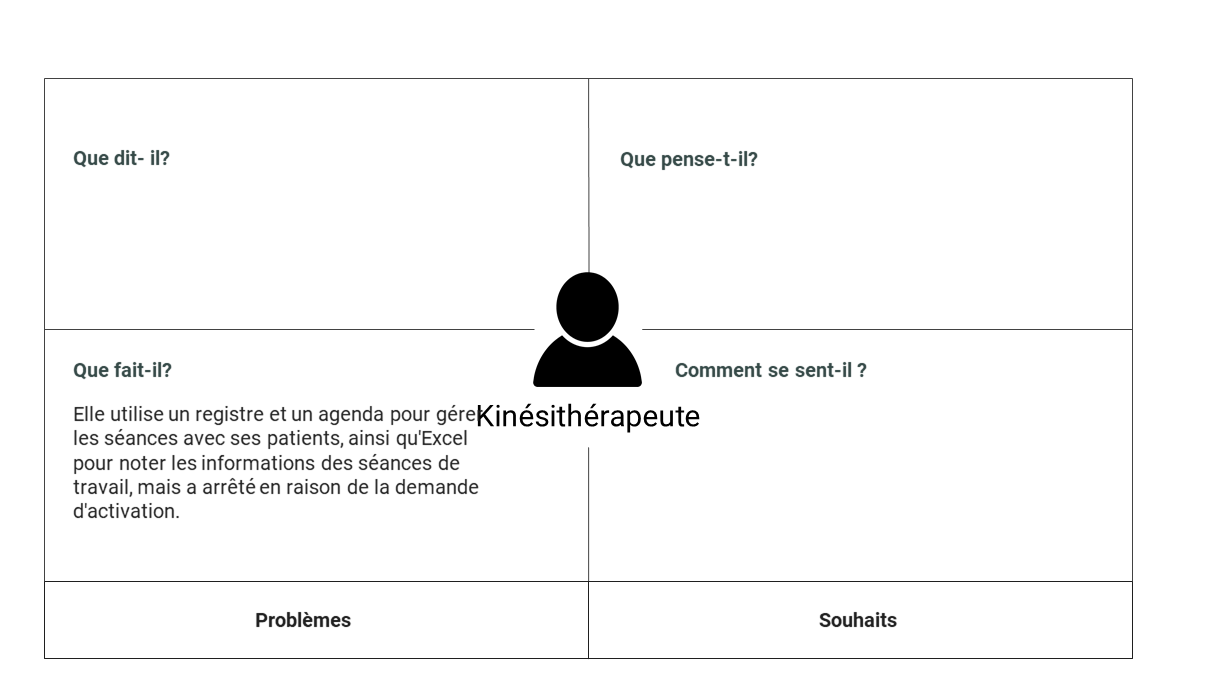 Que dit- il?
Que pense-t-il?
Que fait-il?
Elle utilise un registre et un agenda pour gérer
les séances avec ses patients, ainsi qu'Excel
pour noter les informations des séances de
travail, mais a arrêté en raison de la demande
d'activation.
Kinésithérapeute
Comment se sent-il ?
Problèmes
Souhaits